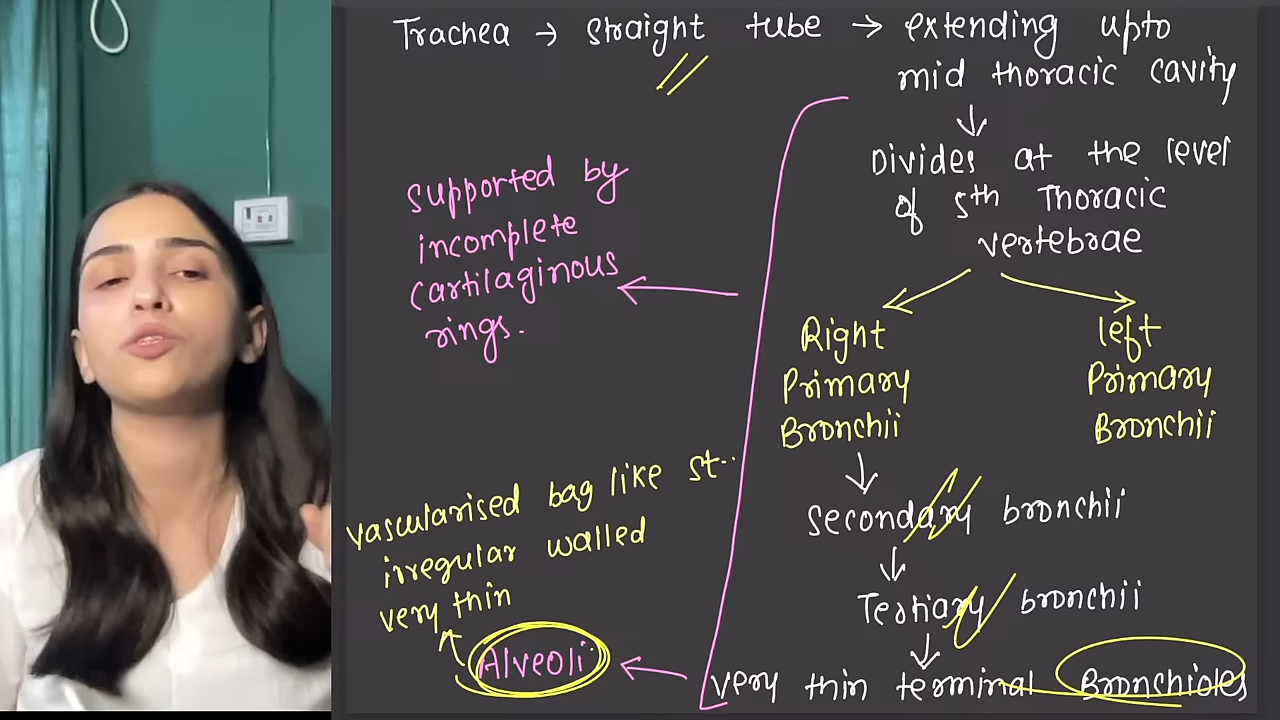 Trachea → straight tube → extending upto
mid thoracic cavity
↓
Divides at the level
of 5th Thoracic
vertebrae
Right
Primary
Bronchii
left
Primary
Bronchii
↓
Secondary bronchii
↓
Tertiary bronchii
↓
very thin terminal Bronchioles
supported by
incomplete
cartilaginous
rings.
vascularised bag like st..
irregular walled
very thin
Alveoli